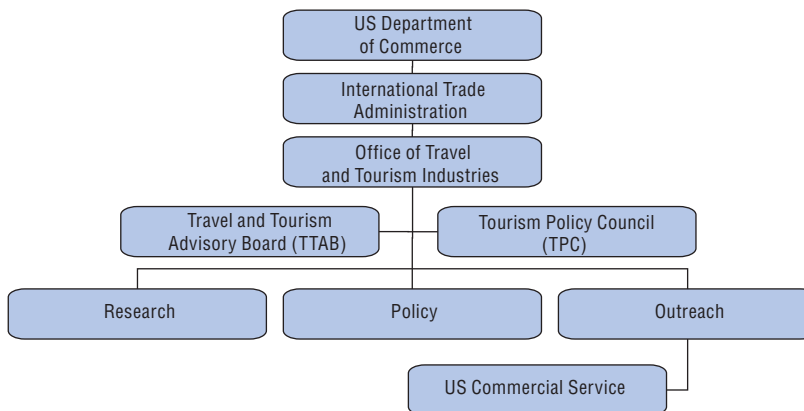 US Department
of Commerce
International Trade
Administration
Office of Travel
and Tourism Industries
Travel and Tourism
Advisory Board (TTAB)
Tourism Policy Council
(TPC)
Research
Policy
Outreach
US Commercial Service